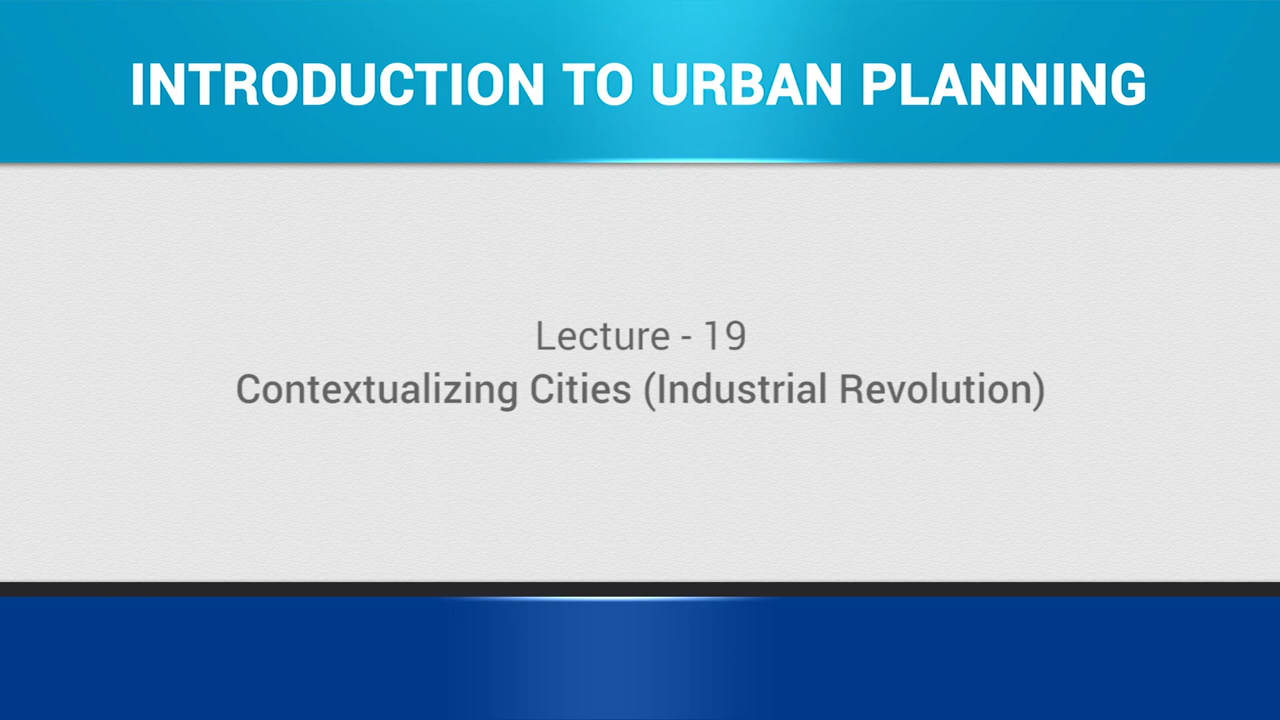 INTRODUCTION TO URBAN PLANNING
Lecture - 19
Contextualizing Cities (Industrial Revolution)